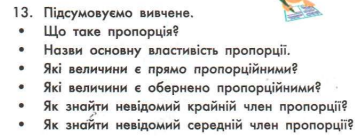 13. Підсумовуємо вивчене.
• Що таке пропорція?
• Назви основну властивість пропорції.
• Які величини є прямо пропорційними?
• Які величини є обернено пропорційними?
• Як знайти невідомий крайній член пропорції?
• Як знайти невідомий середній член пропорції?